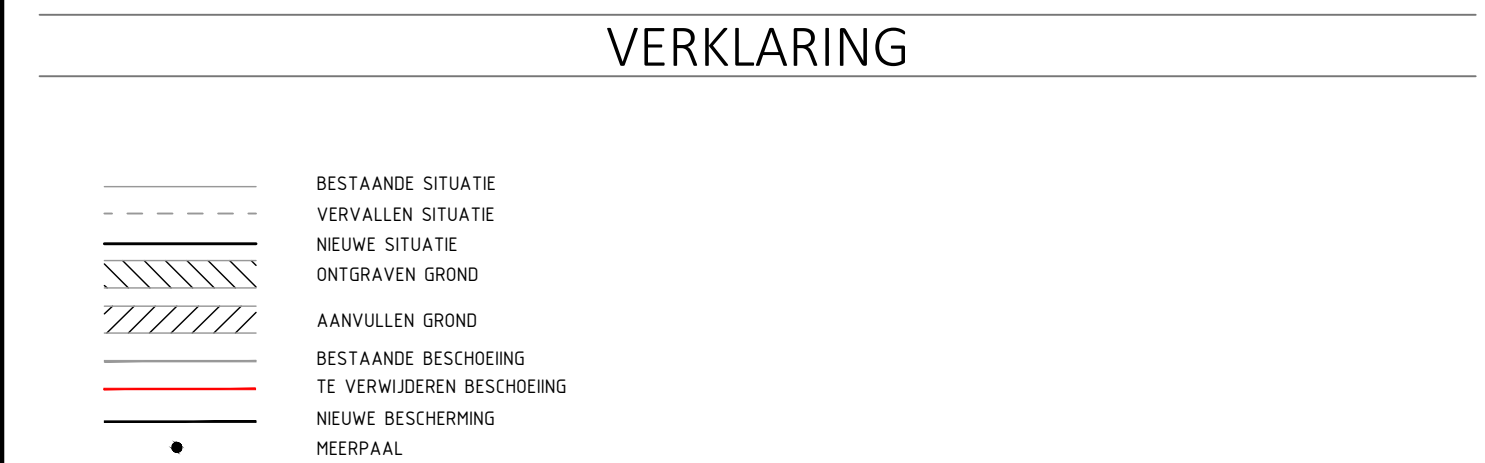 VERKLARING
BESTAANDE SITUATIE
VERVALLEN SITUATIE
NIEUWE SITUATIE
ONTGRAVEN GROND
AANVULLEN GROND
BESTAANDE BESCHOEIING
TE VERWIJDEREN BESCHOEIING
NIEUWE BESCHERMING
MEERPAAL